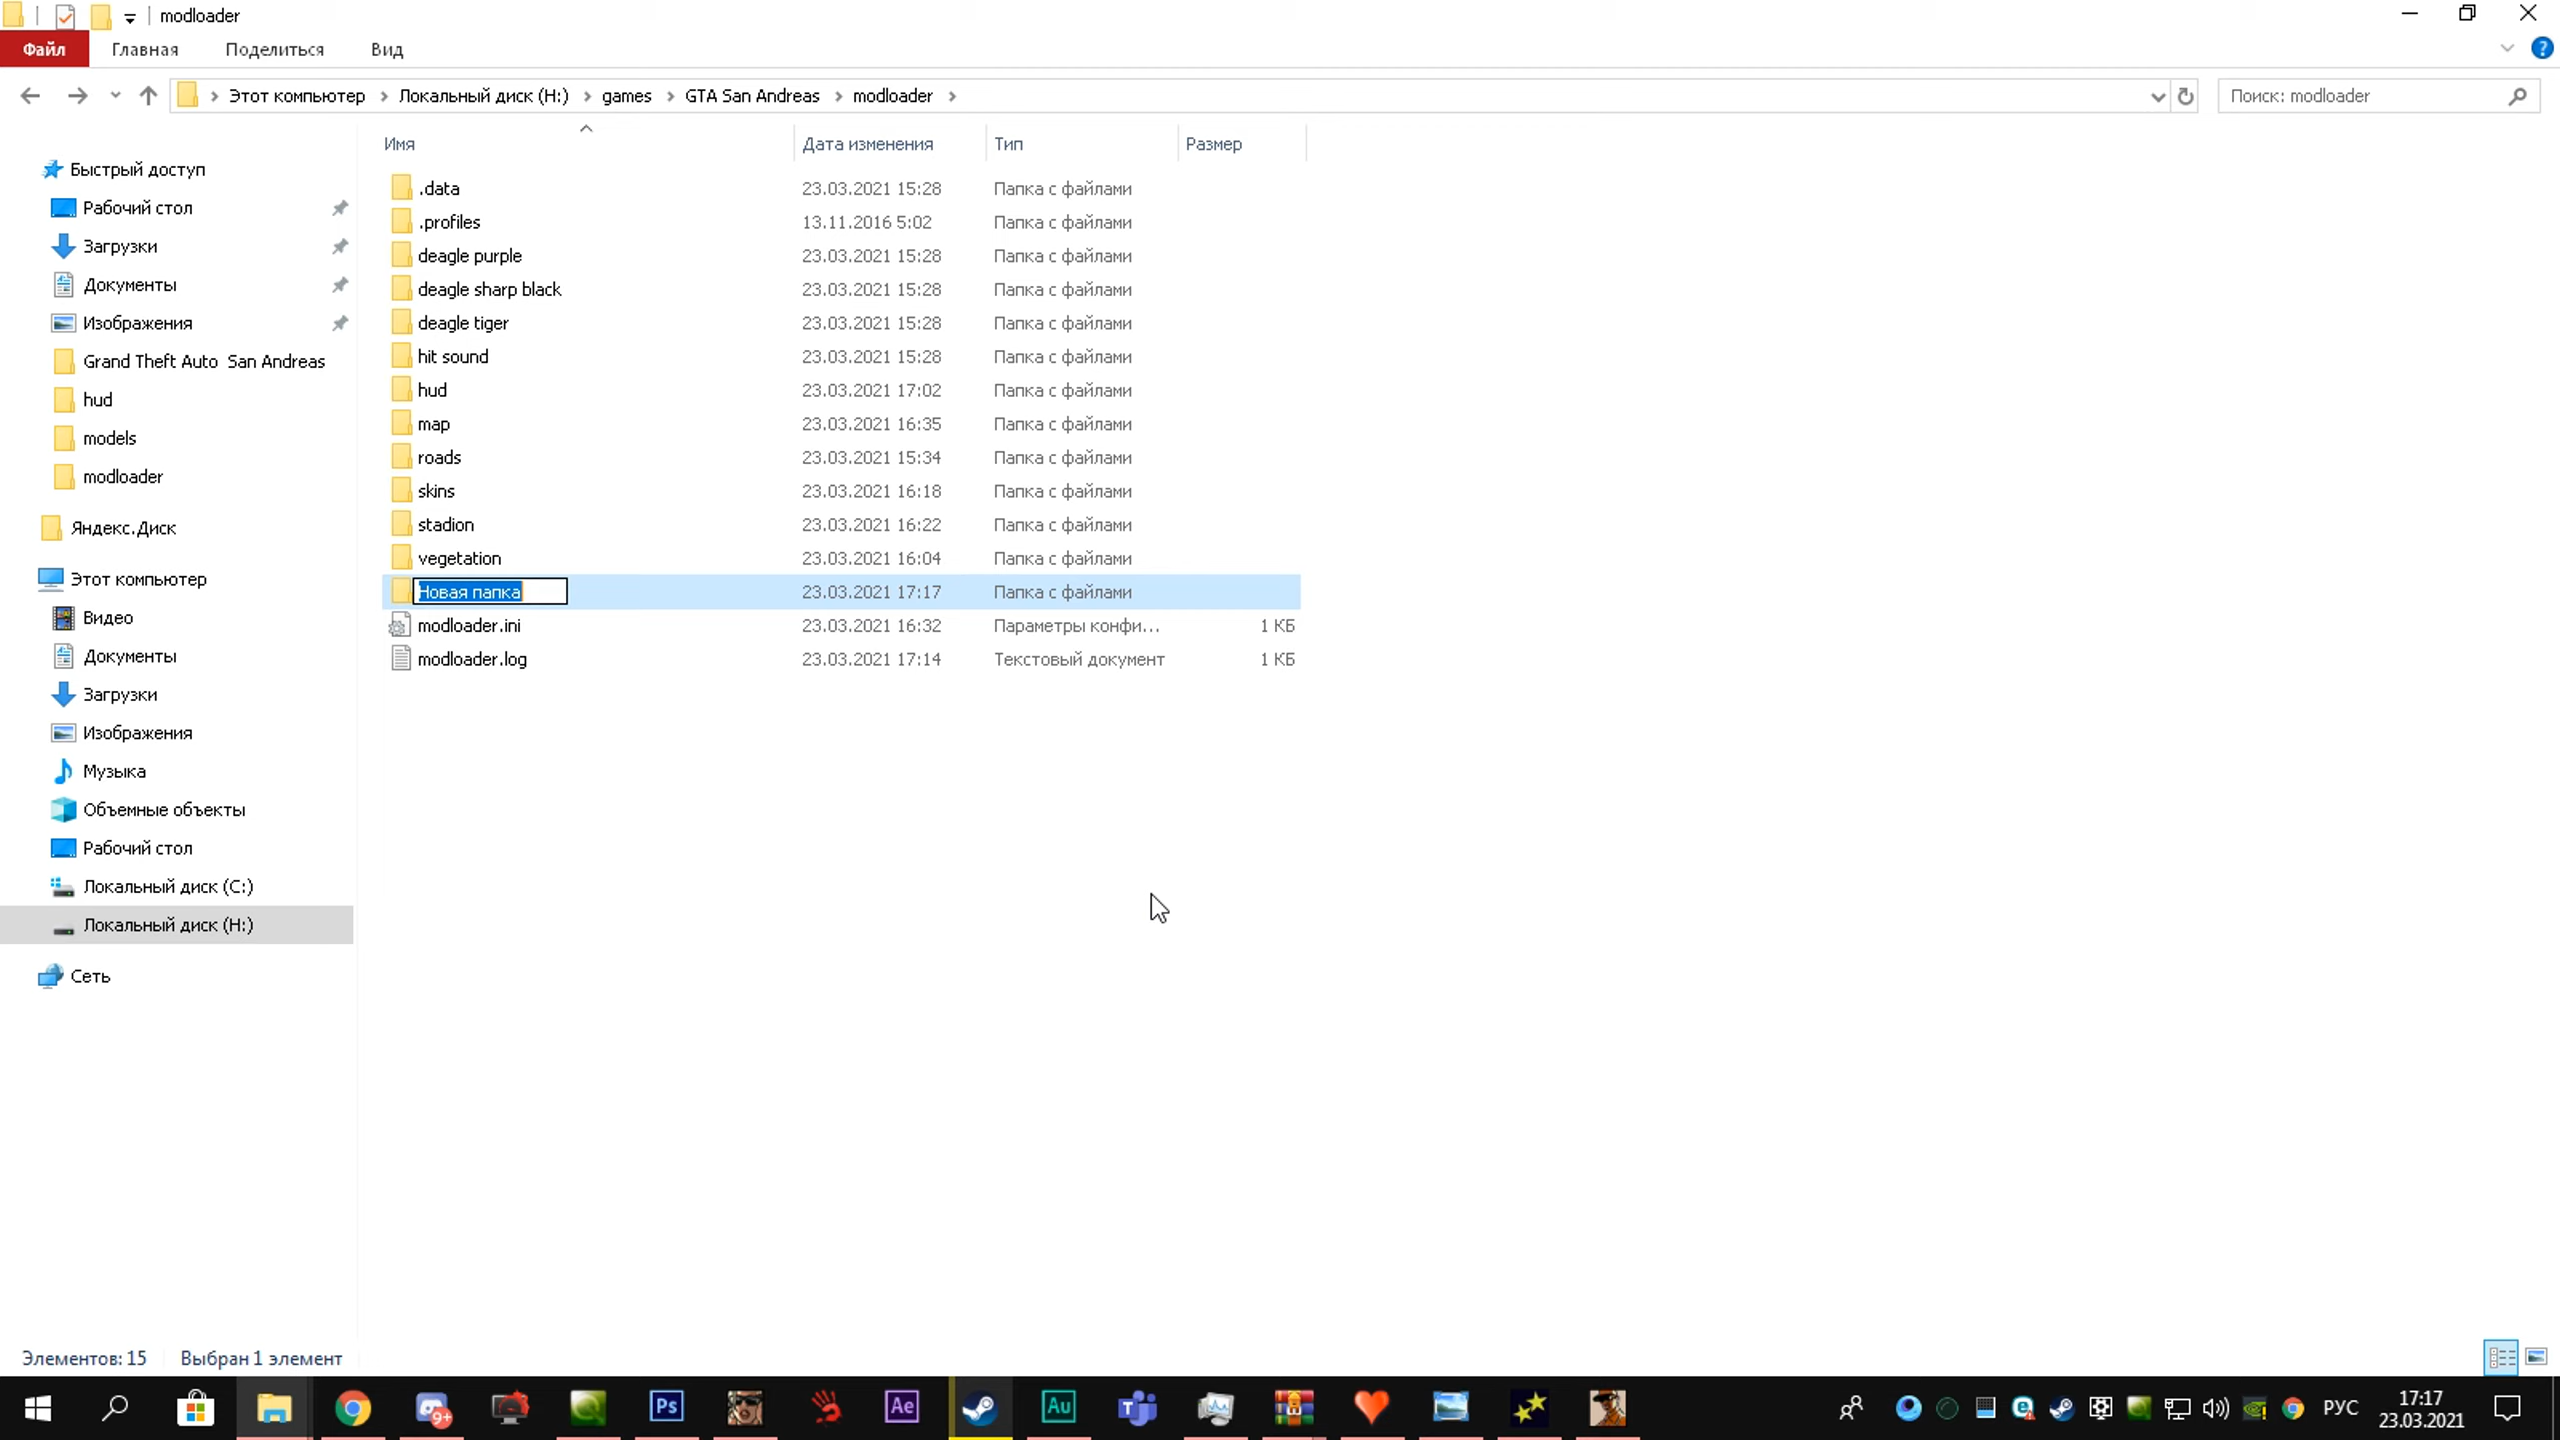 modloader
Файл Главная Поделиться Вид
Этот компьютер Локальный диск (H:) games GTA San Andreas modloader Поиск: modloader
Имя Дата изменения Тип Размер
Быстрый доступ
Рабочий стол
Загрузки
Документы
Изображения
Grand Theft Auto San Andreas
hud
models
modloader
Яндекс.Диск
Этот компьютер
Видео
Документы
Загрузки
Изображения
Музыка
Объемные объекты
Рабочий стол
Локальный диск (C:)
Локальный диск (H:)
Сеть
.data 23.03.2021 15:28 Папка с файлами
.profiles 13.11.2016 5:02 Папка с файлами
deagle purple 23.03.2021 15:28 Папка с файлами
deagle sharp black 23.03.2021 15:28 Папка с файлами
deagle tiger 23.03.2021 15:28 Папка с файлами
hit sound 23.03.2021 15:28 Папка с файлами
hud 23.03.2021 17:02 Папка с файлами
map 23.03.2021 16:35 Папка с файлами
roads 23.03.2021 15:34 Папка с файлами
skins 23.03.2021 16:18 Папка с файлами
stadion 23.03.2021 16:22 Папка с файлами
vegetation 23.03.2021 16:04 Папка с файлами
Новая папка 23.03.2021 17:17 Папка с файлами
modloader.ini 23.03.2021 16:32 Параметры конфи... 1 КБ
modloader.log 23.03.2021 17:14 Текстовый документ 1 КБ
Элементов: 15 Выбран 1 элемент
9+ Ps Ae Au РУС 17:17
23.03.2021